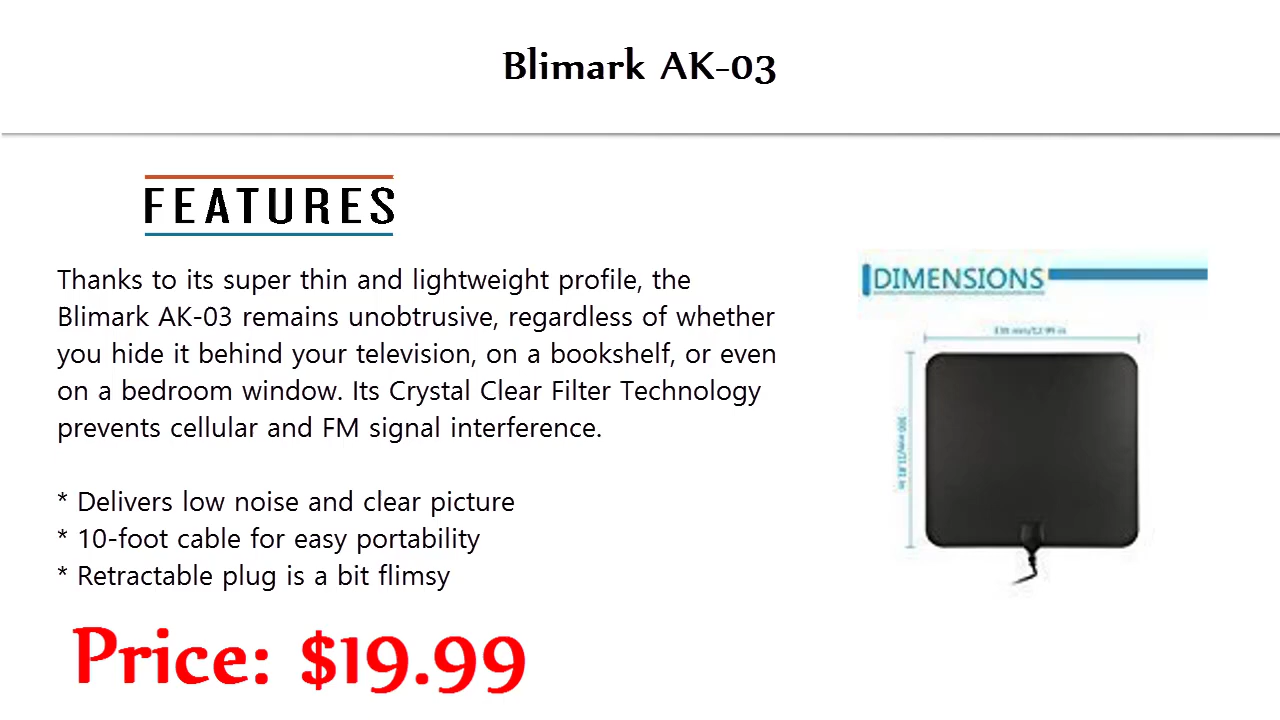 Blimark AK-03
FEATURES
Thanks to its super thin and lightweight profile, the
Blimark AK-03 remains unobtrusive, regardless of whether
you hide it behind your television, on a bookshelf, or even
on a bedroom window. Its Crystal Clear Filter Technology
prevents cellular and FM signal interference.
* Delivers low noise and clear picture
* 10-foot cable for easy portability
* Retractable plug is a bit flimsy
Price: $19.99
DIMENSIONS